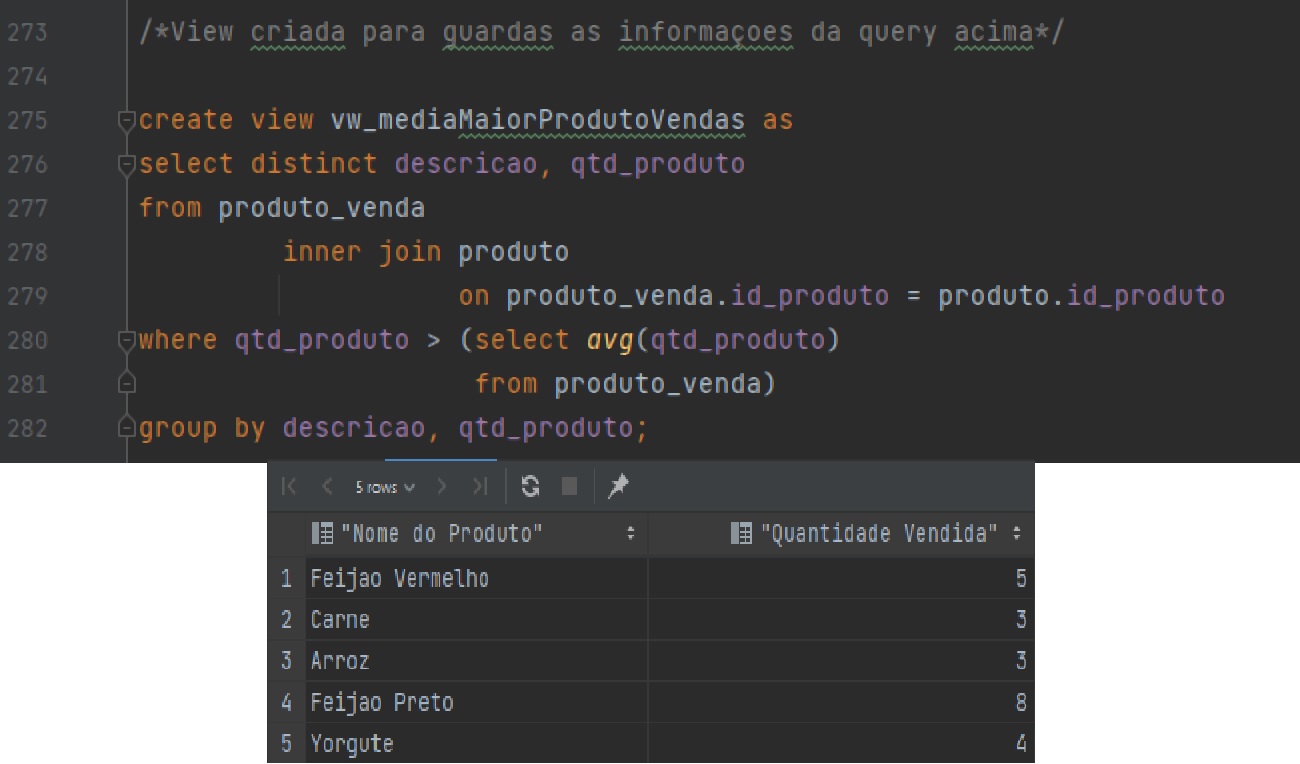 273 /*View criada para guardas as informaçoes da query acima*/
274
275 create view vw_mediaMaiorProdutoVendas as
276 select distinct descricao, qtd_produto
277 from produto_venda
278 inner join produto
279 on produto_venda.id_produto = produto.id_produto
280 where qtd_produto > (select avg(qtd_produto)
281 from produto_venda)
282 group by descricao, qtd_produto;
5 rows
"Nome do Produto" "Quantidade Vendida"
1 Feijao Vermelho 5
2 Carne 3
3 Arroz 3
4 Feijao Preto 8
5 Yorgute 4